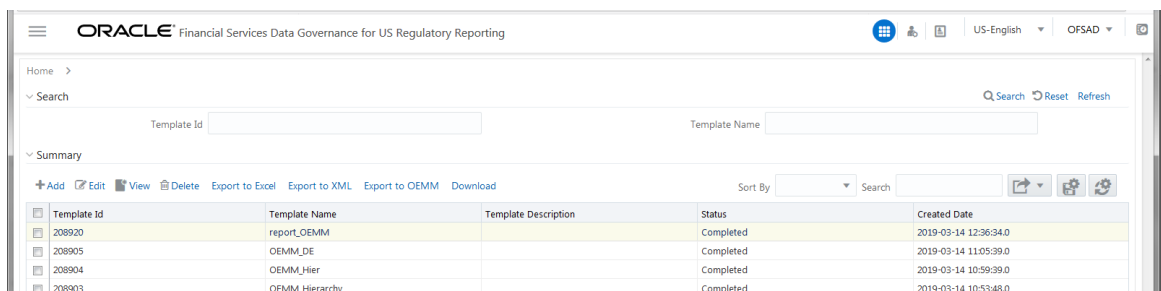 ORACLE® Financial Services Data Governance for US Regulatory Reporting US-English OFSAD
Home >
Search Search Reset Refresh
Template Id Template Name
Summary
Add Edit View Delete Export to Excel Export to XML Export to OEMM Download Sort By Search
Template Id Template Name Template Description Status Created Date
208920 report_OEMM Completed 2019-03-14 12:36:34.0
208905 OEMM_DE Completed 2019-03-14 11:05:39.0
208904 OEMM_Hier Completed 2019-03-14 10:59:39.0
208903 OEMM_Hierarchy Completed 2019-03-14 10:53:48.0